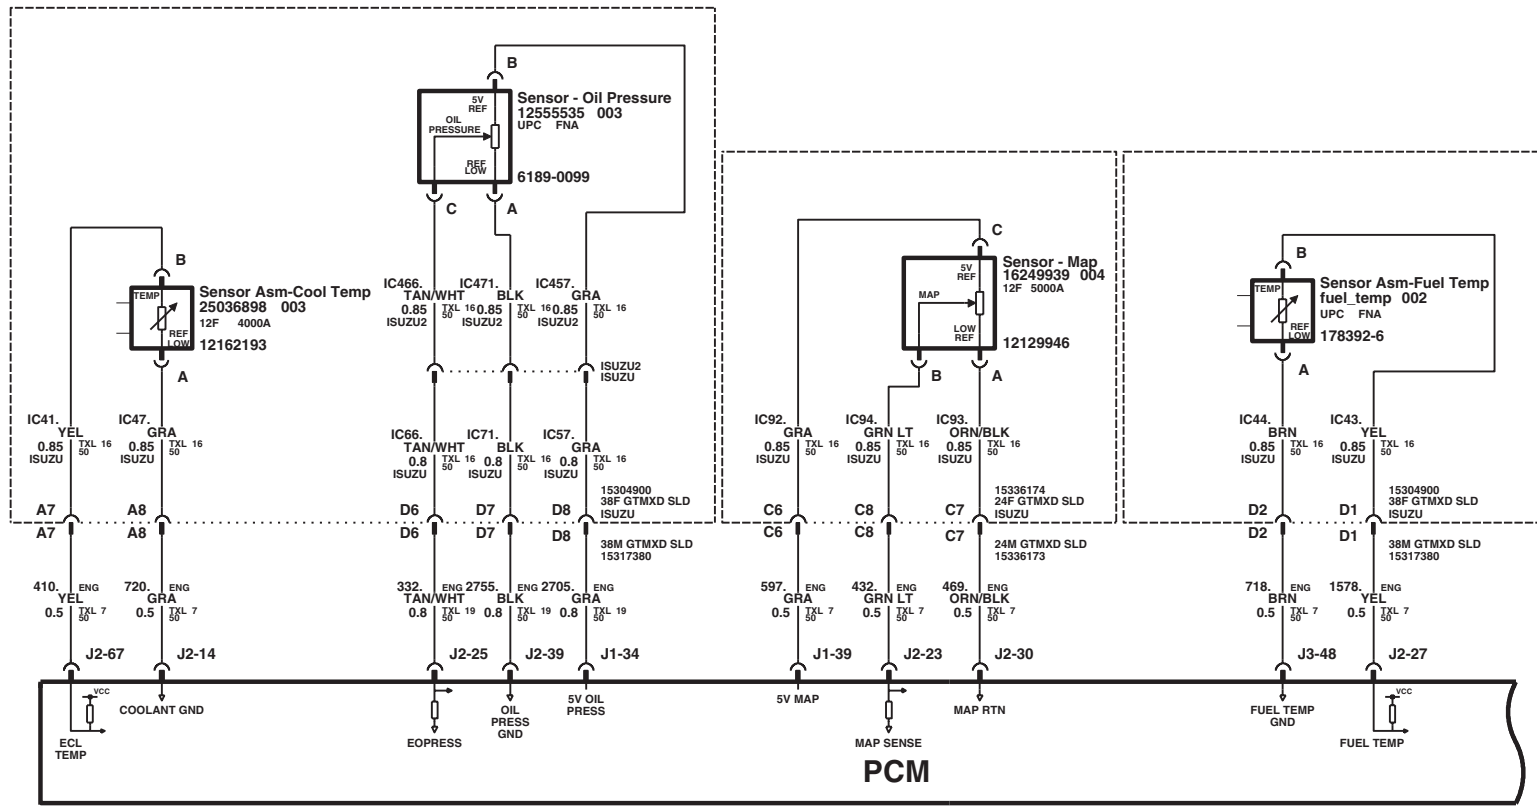 B
Sensor - Oil Pressure
12555535 003
UPC FNA
5V
REF
OIL
PRESSURE
REF
LOW
6189-0099
C
A
B
TEMP
REF
LOW
Sensor Asm-Cool Temp
25036898 003
12F 4000A
12162193
A
IC466.
TAN/WHT
0.85 TXL 16
50
ISUZU2
IC471.
BLK
0.85 TXL 16
50
ISUZU2
IC457.
GRA
0.85 TXL 16
50
ISUZU2
ISUZU2
ISUZU
C
5V
REF
MAP
LOW
REF
Sensor - Map
16249939 004
12F 5000A
12129946
B
A
B
TEMP
REF
LOW
Sensor Asm-Fuel Temp
fuel_temp 002
UPC FNA
178392-6
A
IC41.
YEL
0.85 TXL 16
50
ISUZU
IC47.
GRA
0.85 TXL 16
50
ISUZU
IC66.
TAN/WHT
0.8 TXL 16
50
ISUZU
IC71.
BLK
0.8 TXL 16
50
ISUZU
IC57.
GRA
0.8 TXL 16
50
ISUZU
IC92.
GRA
0.85 TXL 16
50
ISUZU
IC94.
GRN LT
0.85 TXL 16
50
ISUZU
IC93.
ORN/BLK
0.85 TXL 16
50
ISUZU
IC44.
BRN
0.85 TXL 16
50
ISUZU
IC43.
YEL
0.85 TXL 16
50
ISUZU
15304900
38F GTMXD SLD
ISUZU
15336174
24F GTMXD SLD
ISUZU
15304900
38F GTMXD SLD
ISUZU
A7 A8 D6 D7 D8 C6 C8 C7 D2 D1
A7 A8 D6 D7 D8 C6 C8 C7 D2 D1
38M GTMXD SLD
15317380
24M GTMXD SLD
15336173
38M GTMXD SLD
15317380
410. ENG
YEL
0.5 TXL 7
50
720. ENG
GRA
0.5 TXL 7
50
332. ENG
TAN/WHT
0.8 TXL 19
50
2755. ENG
BLK
0.8 TXL 19
50
2705. ENG
GRA
0.8 TXL 19
50
597. ENG
GRA
0.5 TXL 7
50
432. ENG
GRN LT
0.5 TXL 7
50
469. ENG
ORN/BLK
0.5 TXL 7
50
718. ENG
BRN
0.5 TXL 7
50
1578. ENG
YEL
0.5 TXL 7
50
J2-67 J2-14 J2-25 J2-39 J1-34 J1-39 J2-23 J2-30 J3-48 J2-27
VCC
ECL
TEMP
COOLANT GND
EOPRESS
OIL
PRESS
GND
5V OIL
PRESS
5V MAP
MAP SENSE
MAP RTN
FUEL TEMP
GND
VCC
FUEL TEMP
PCM